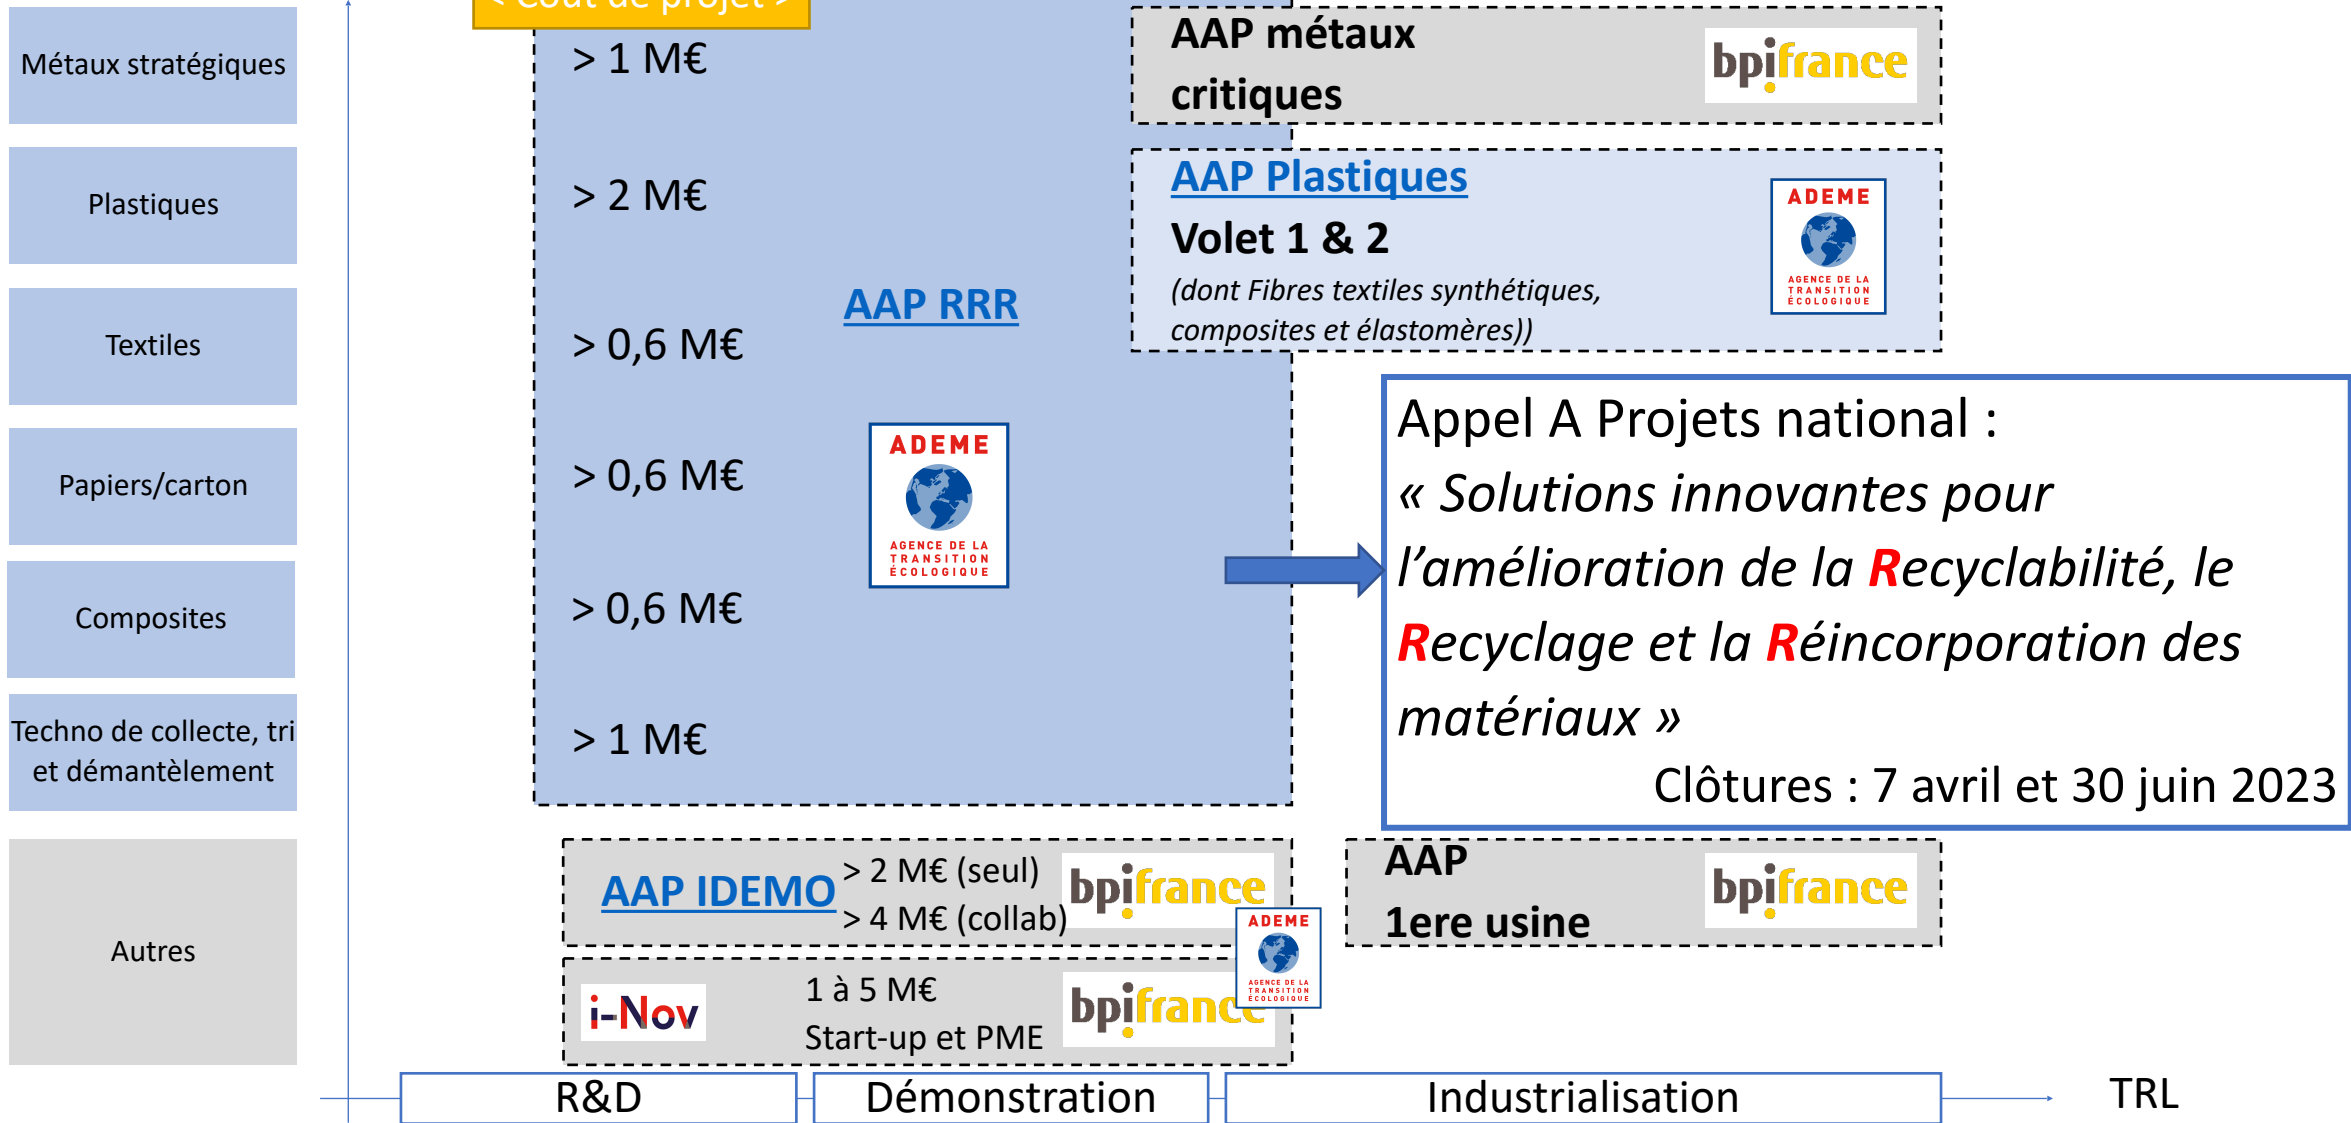 < Coût de projet >
Métaux stratégiques
> 1 M€
AAP métaux
critiques
bpifrance
Plastiques
> 2 M€
AAP Plastiques
Volet 1 & 2
(dont Fibres textiles synthétiques,
composites et élastomères))
ADEME
AGENCE DE LA
TRANSITION
ÉCOLOGIQUE
Textiles
> 0,6 M€
AAP RRR
Papiers/carton
> 0,6 M€
ADEME
AGENCE DE LA
TRANSITION
ÉCOLOGIQUE
Composites
> 0,6 M€
Techno de collecte, tri
et démantèlement
> 1 M€
Appel A Projets national :
« Solutions innovantes pour
l’amélioration de la Recyclabilité, le
Recyclage et la Réincorporation des
matériaux »
Clôtures : 7 avril et 30 juin 2023
Autres
AAP IDEMO
> 2 M€ (seul)
> 4 M€ (collab)
bpifrance
ADEME
AGENCE DE LA
TRANSITION
ÉCOLOGIQUE
AAP
1ere usine
bpifrance
i-Nov
1 à 5 M€
Start-up et PME
bpifrance
R&D
Démonstration
Industrialisation
TRL